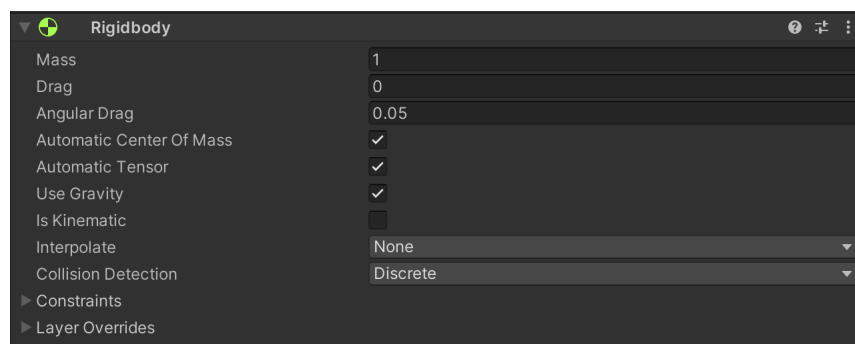 Rigidbody
Mass 1
Drag 0
Angular Drag 0.05
Automatic Center Of Mass
Automatic Tensor
Use Gravity
Is Kinematic
Interpolate None
Collision Detection Discrete
Constraints
Layer Overrides